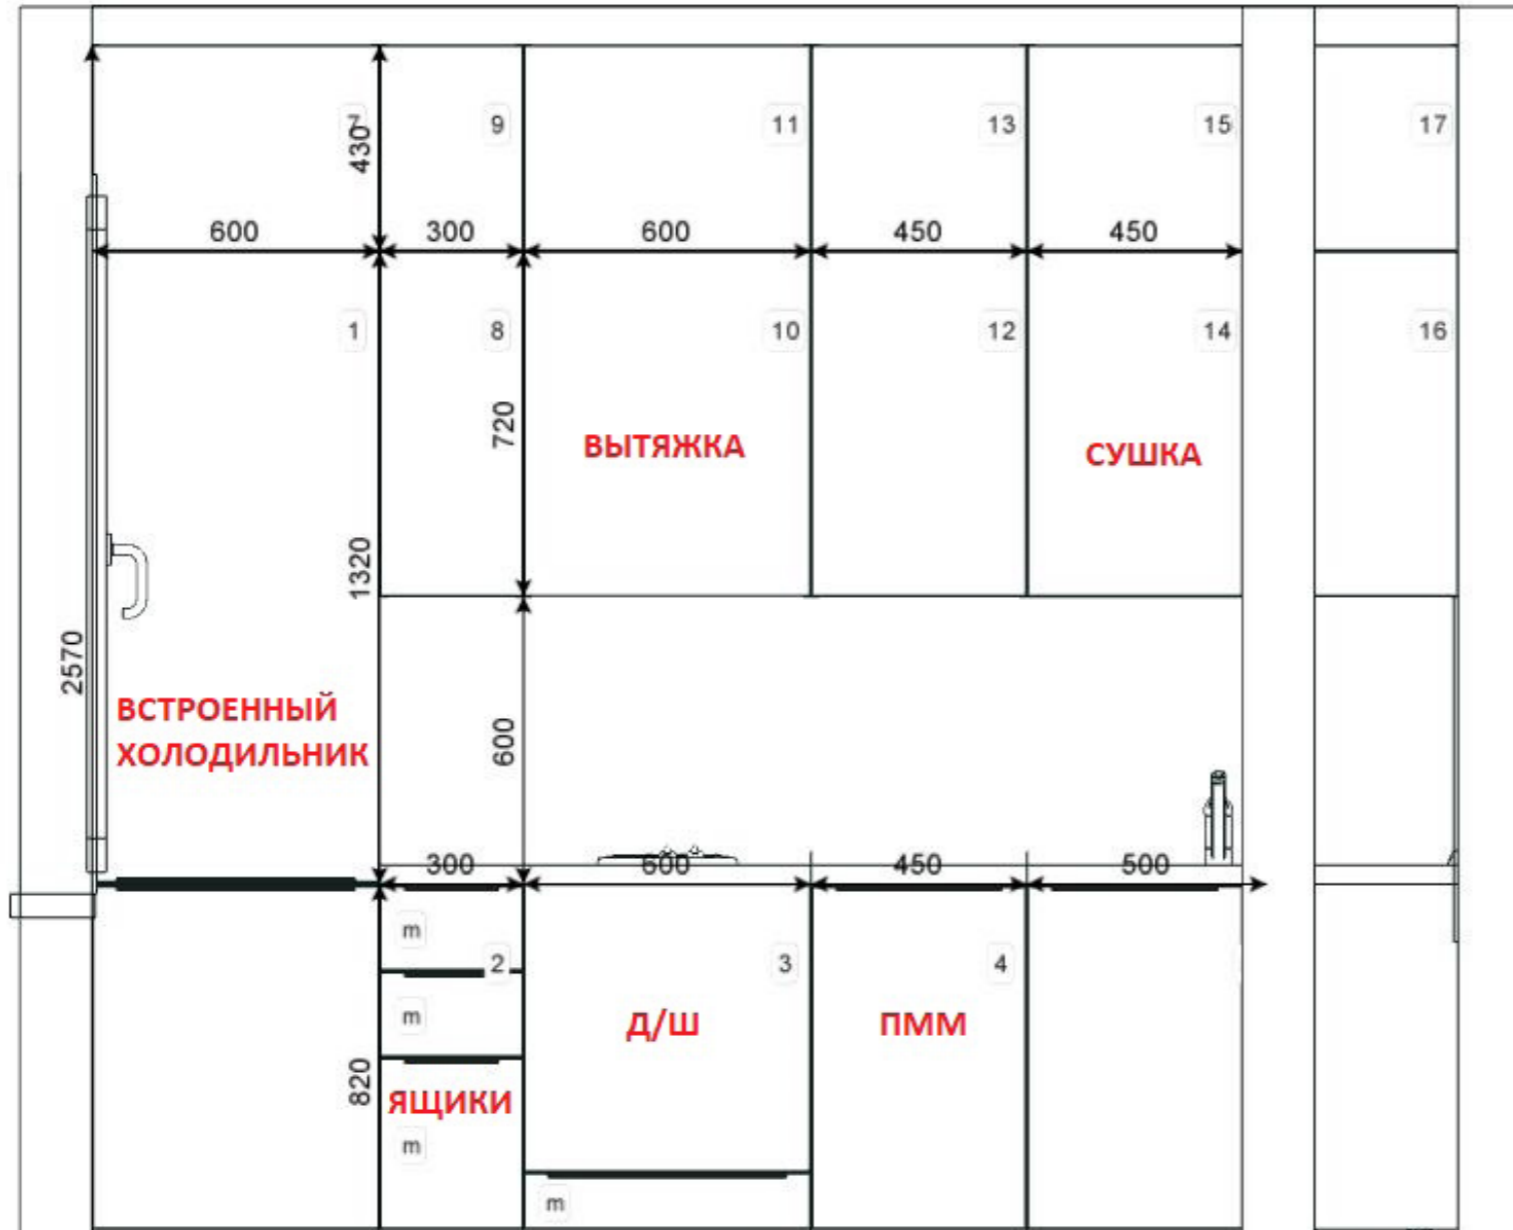 7 9 11 13 15 17
430
600 300 600 450 450
1 8 10 12 14 16
720
ВЫТЯЖКА СУШКА
1320
2570
ВСТРОЕННЫЙ
ХОЛОДИЛЬНИК
600
300 600 450 500
m
2 3 4
m
Д/Ш ПММ
820
ЯЩИКИ
m
m